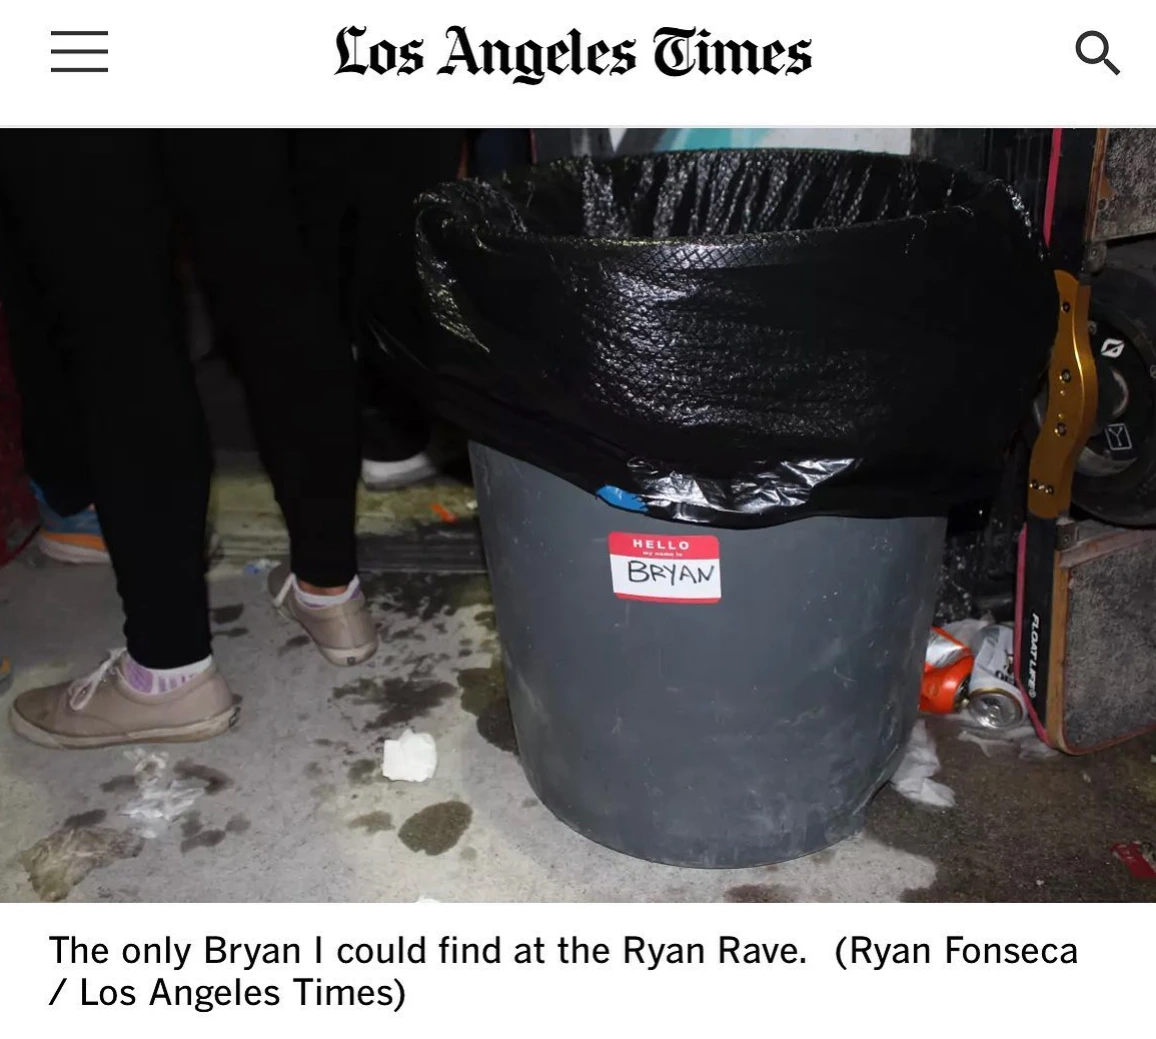 Los Angeles Times
HELLO
my name is
BRYAN
FLOATLIFE
The only Bryan I could find at the Ryan Rave. (Ryan Fonseca
/ Los Angeles Times)